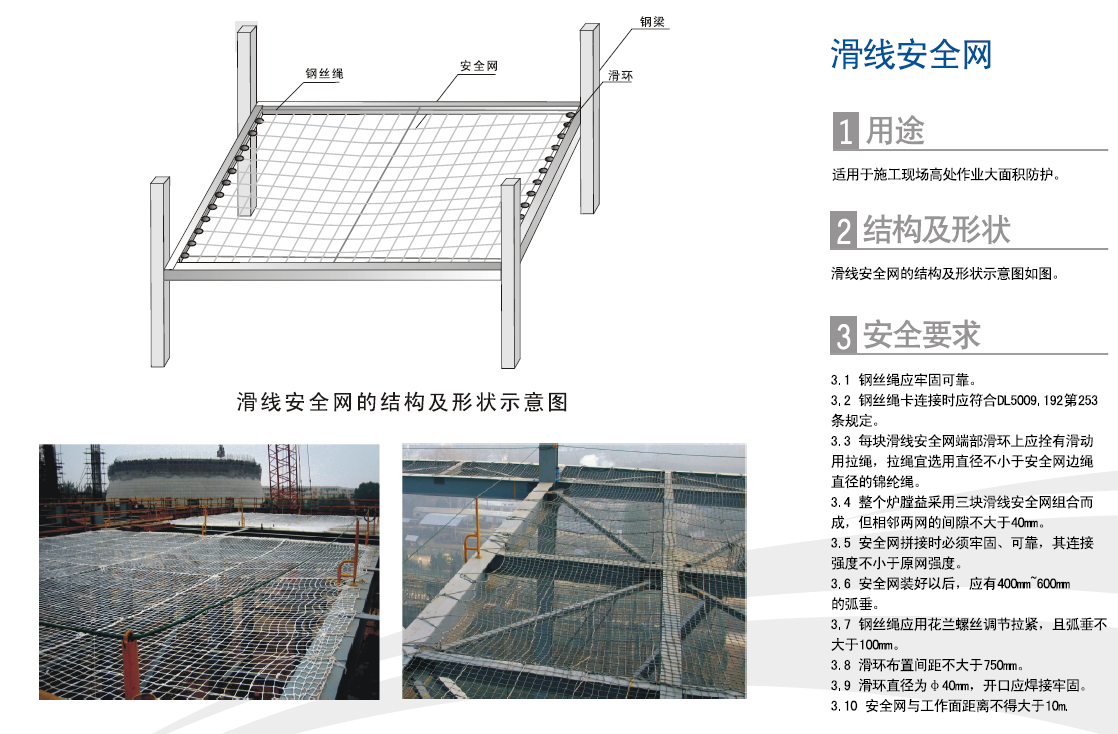 钢梁
安全网
钢丝绳
滑环
滑线安全网的结构及形状示意图
滑线安全网
1 用途
适用于施工现场高处作业大面积防护。
2 结构及形状
滑线安全网的结构及形状示意图如图。
3 安全要求
3.1 钢丝绳应牢固可靠。
3.2 钢丝绳卡连接时应符合DL5009.192第253
条规定。
3.3 每块滑线安全网端部滑环上应拴有滑动
用拉绳，拉绳宜选用直径不小于安全网边绳
直径的锦纶绳。
3.4 整个炉膛益采用三块滑线安全网组合而
成，但相邻两网的间隙不大于40mm。
3.5 安全网拼接时必须牢固、可靠，其连接
强度不小于原网强度。
3.6 安全网装好以后，应有400mm~600mm
的弧垂。
3.7 钢丝绳应用花兰螺丝调节拉紧，且弧垂不
大于100mm。
3.8 滑环布置间距不大于750mm。
3.9 滑环直径为φ40mm，开口应焊接牢固。
3.10 安全网与工作面距离不得大于10m.